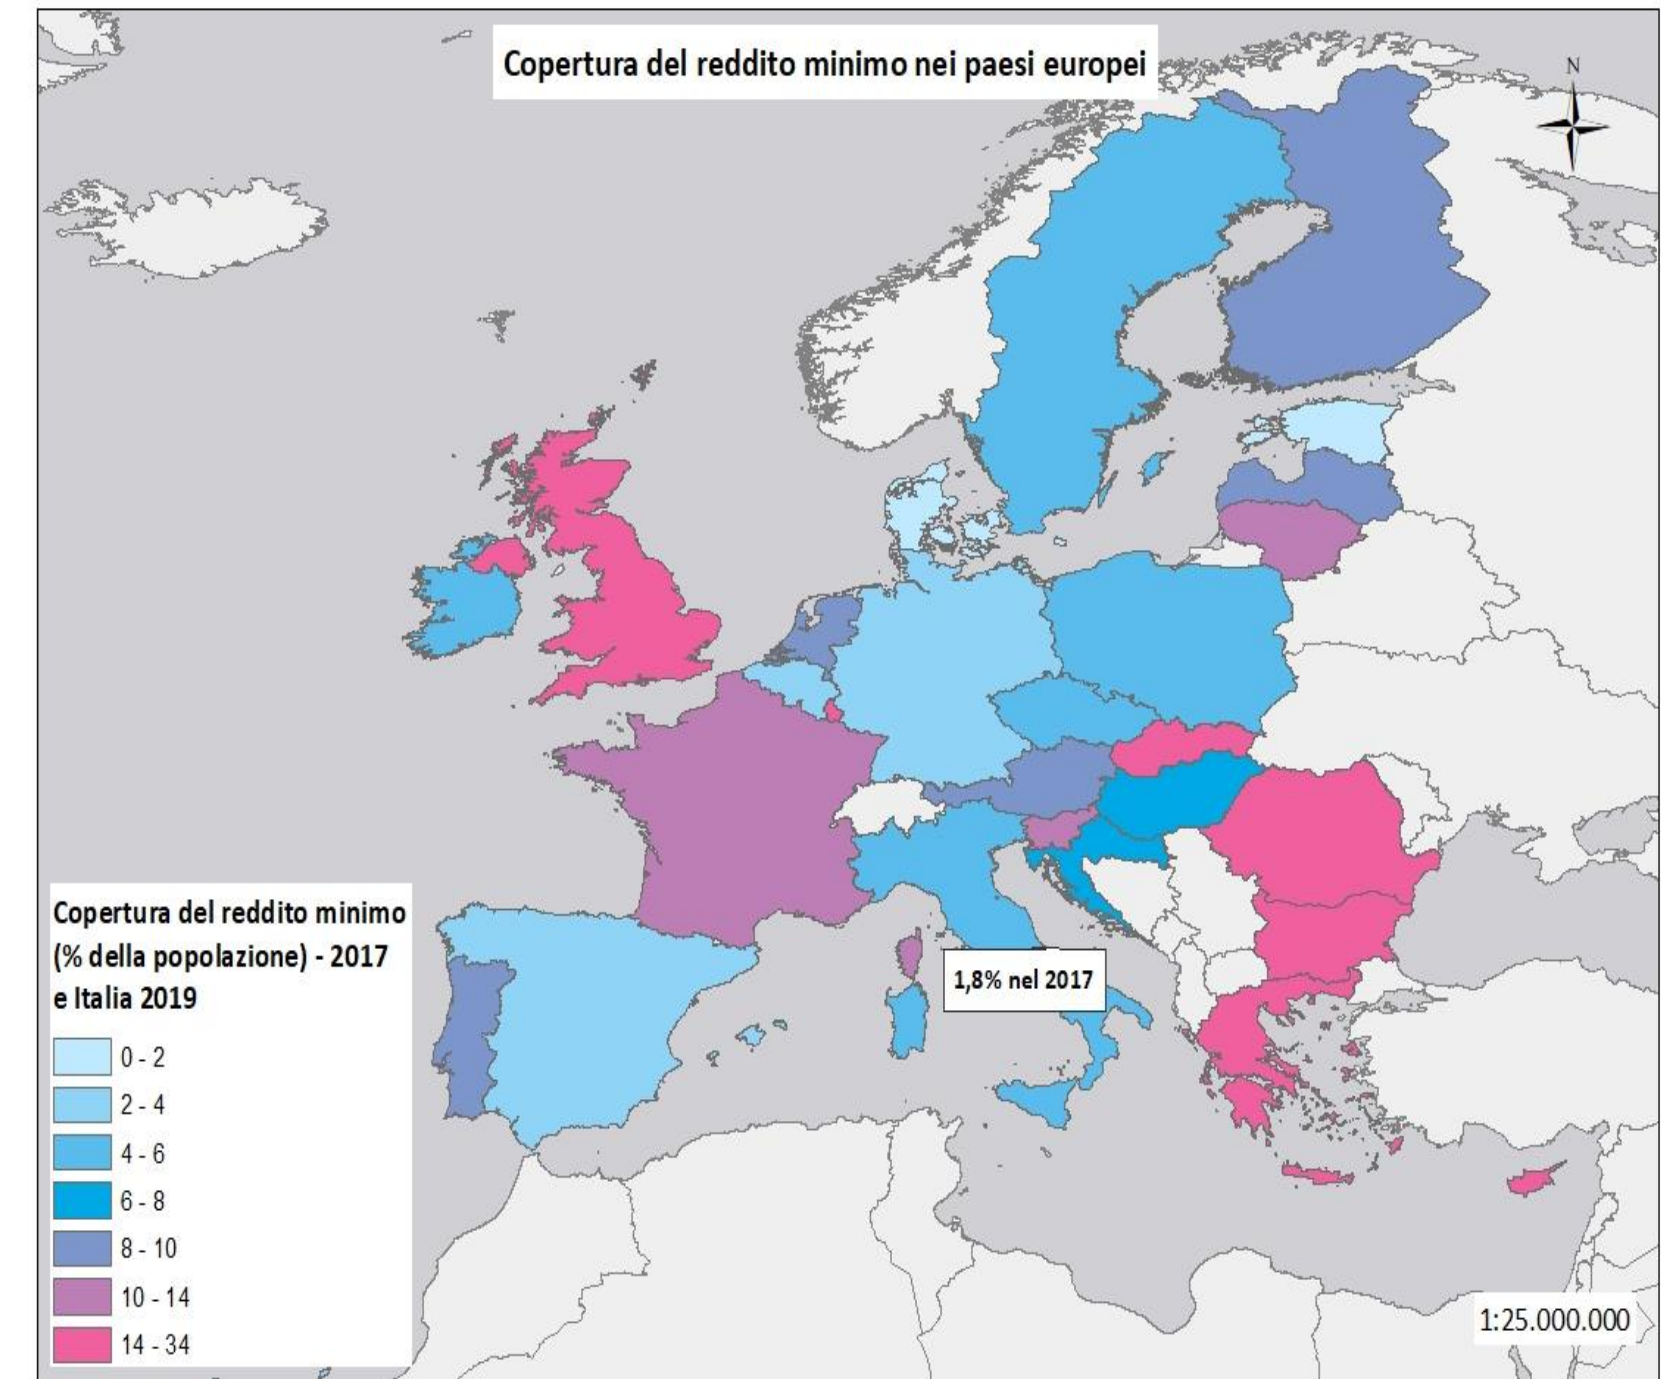 Copertura del reddito minimo nei paesi europei
N
1,8% nel 2017
Copertura del reddito minimo
(% della popolazione) - 2017
e Italia 2019
0 - 2
2 - 4
4 - 6
6 - 8
8 - 10
10 - 14
14 - 34
1:25.000.000